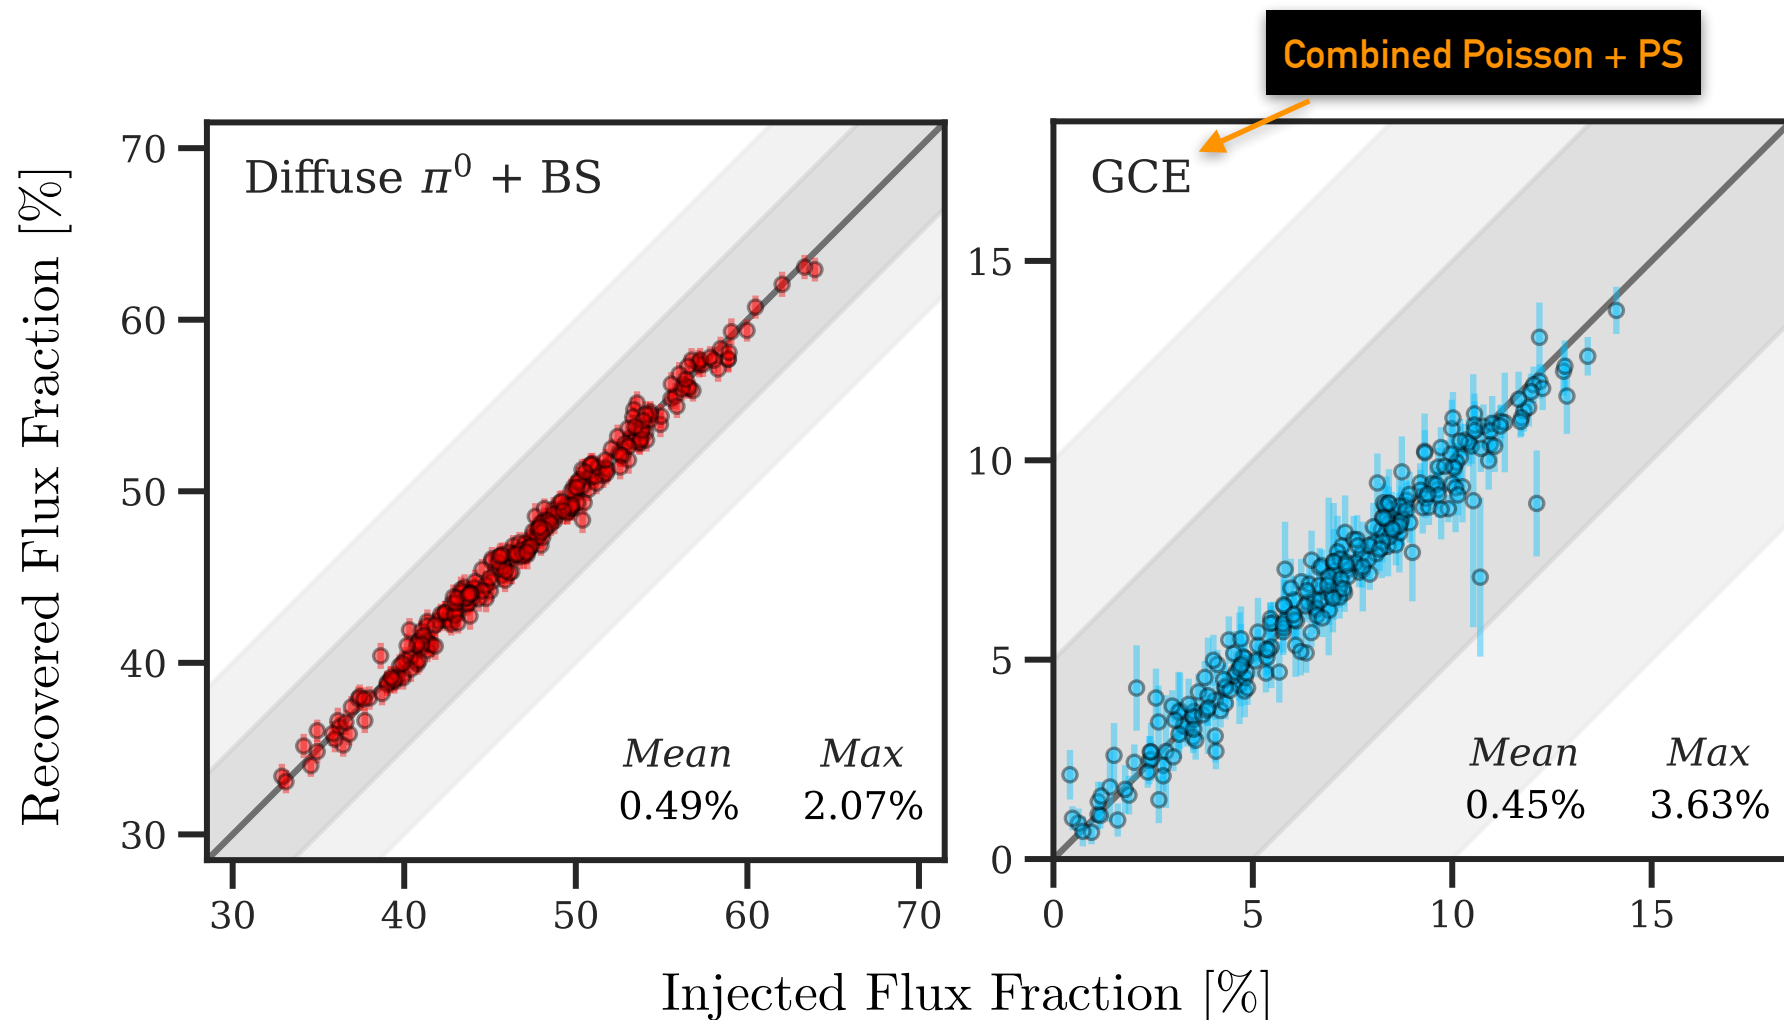 Combined Poisson + PS
Recovered Flux Fraction [%]
Diffuse π⁰ + BS
70
60
50
40
30
Mean Max
0.49% 2.07%
30 40 50 60 70
GCE
15
10
5
0
Mean Max
0.45% 3.63%
0 5 10 15
Injected Flux Fraction [%]